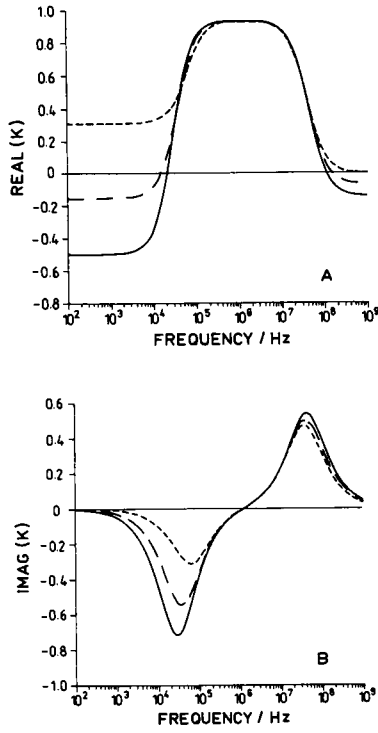 1.0
0.8
0.6
0.4
0.2
0
-0.2
-0.4
-0.6
-0.8
REAL (K)
A
10² 10³ 10⁴ 10⁵ 10⁶ 10⁷ 10⁸ 10⁹
FREQUENCY / Hz
0.6
0.4
0.2
0
-0.2
-0.4
-0.6
-0.8
-1.0
IMAG (K)
B
10² 10³ 10⁴ 10⁵ 10⁶ 10⁷ 10⁸ 10⁹
FREQUENCY / Hz